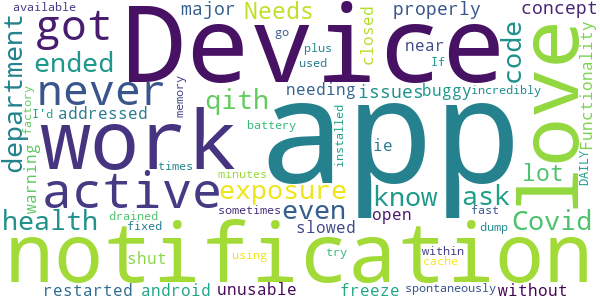 available
major
properly
concept
got
Device
Needs
closed
go
plus
used
near
If
code
department
ended
never
needing
issues
buggy
incredibly
Functionality
love
factory
I'd
addressed
memory
qith
battery
installed
work
app
ie
warning
times
active
minutes
exposure
know
ask
lot
DAILY
health
drained
fixed
sometimes
even
slowed
open
fast
dump
Covid
notification
shut
using
try
within
cache
restarted
android
unusable
freeze
spontaneously
without